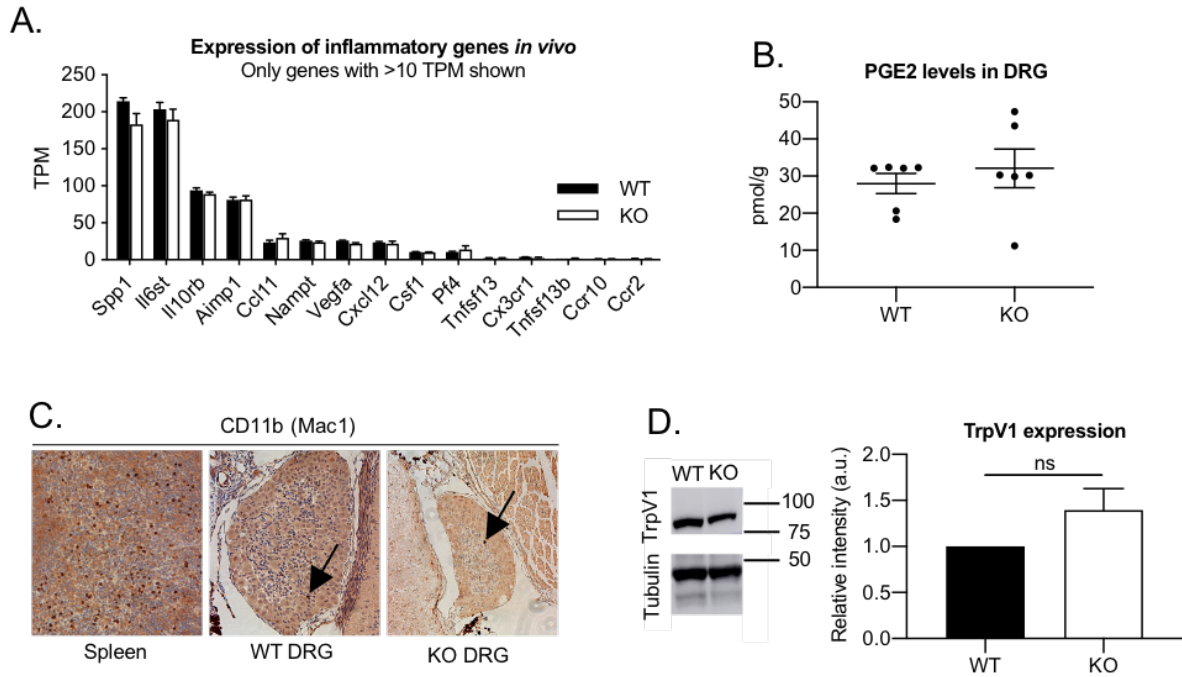 A.
Expression of inflammatory genes in vivo
Only genes with >10 TPM shown
TPM
250
200
150
100
50
0
Spp1
Il6st
Il10rb
Aimp1
Ccl11
Nampt
Vegfa
Cxcl12
Csf1
Pf4
Tnfsf13
Cx3cr1
Tnfsf13b
Ccr10
Ccr2
WT
KO
B.
PGE2 levels in DRG
pmol/g
50
40
30
20
10
0
WT
KO
C.
CD11b (Mac1)
Spleen
WT DRG
KO DRG
D.
WT KO
TrpV1
Tubulin
100
75
50
TrpV1 expression
ns
Relative intensity (a.u.)
2.0
1.5
1.0
0.5
0.0
WT
KO